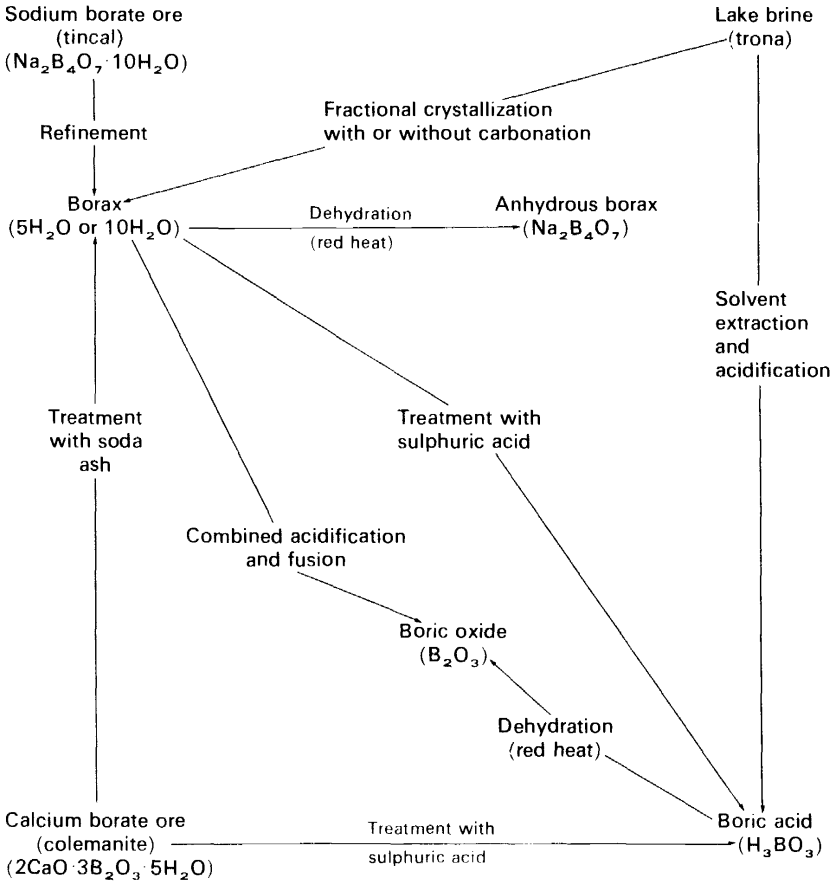 Sodium borate ore
(tincal)
(Na₂B₄O₇·10H₂O)
Lake brine
(trona)
Refinement
Fractional crystallization
with or without carbonation
Borax
(5H₂O or 10H₂O)
Dehydration
(red heat)
Anhydrous borax
(Na₂B₄O₇)
Solvent
extraction
and
acidification
Treatment
with soda
ash
Treatment with
sulphuric acid
Combined acidification
and fusion
Boric oxide
(B₂O₃)
Dehydration
(red heat)
Calcium borate ore
(colemanite)
(2CaO·3B₂O₃·5H₂O)
Treatment with
sulphuric acid
Boric acid
(H₃BO₃)